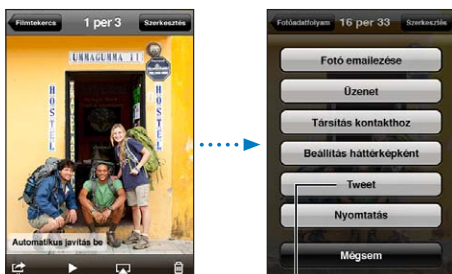 Filmtekercs
1 per 3
Szerkesztés
UMMAGUMMA II
HOSTEL
HOSTEL
Automatikus javítás be
Fotóadatfolyam
16 per 33
Szerkesztés
Fotó emailezése
Üzenet
Társítás kontakthoz
Beállítás háttérképként
Tweet
Nyomtatás
Mégsem